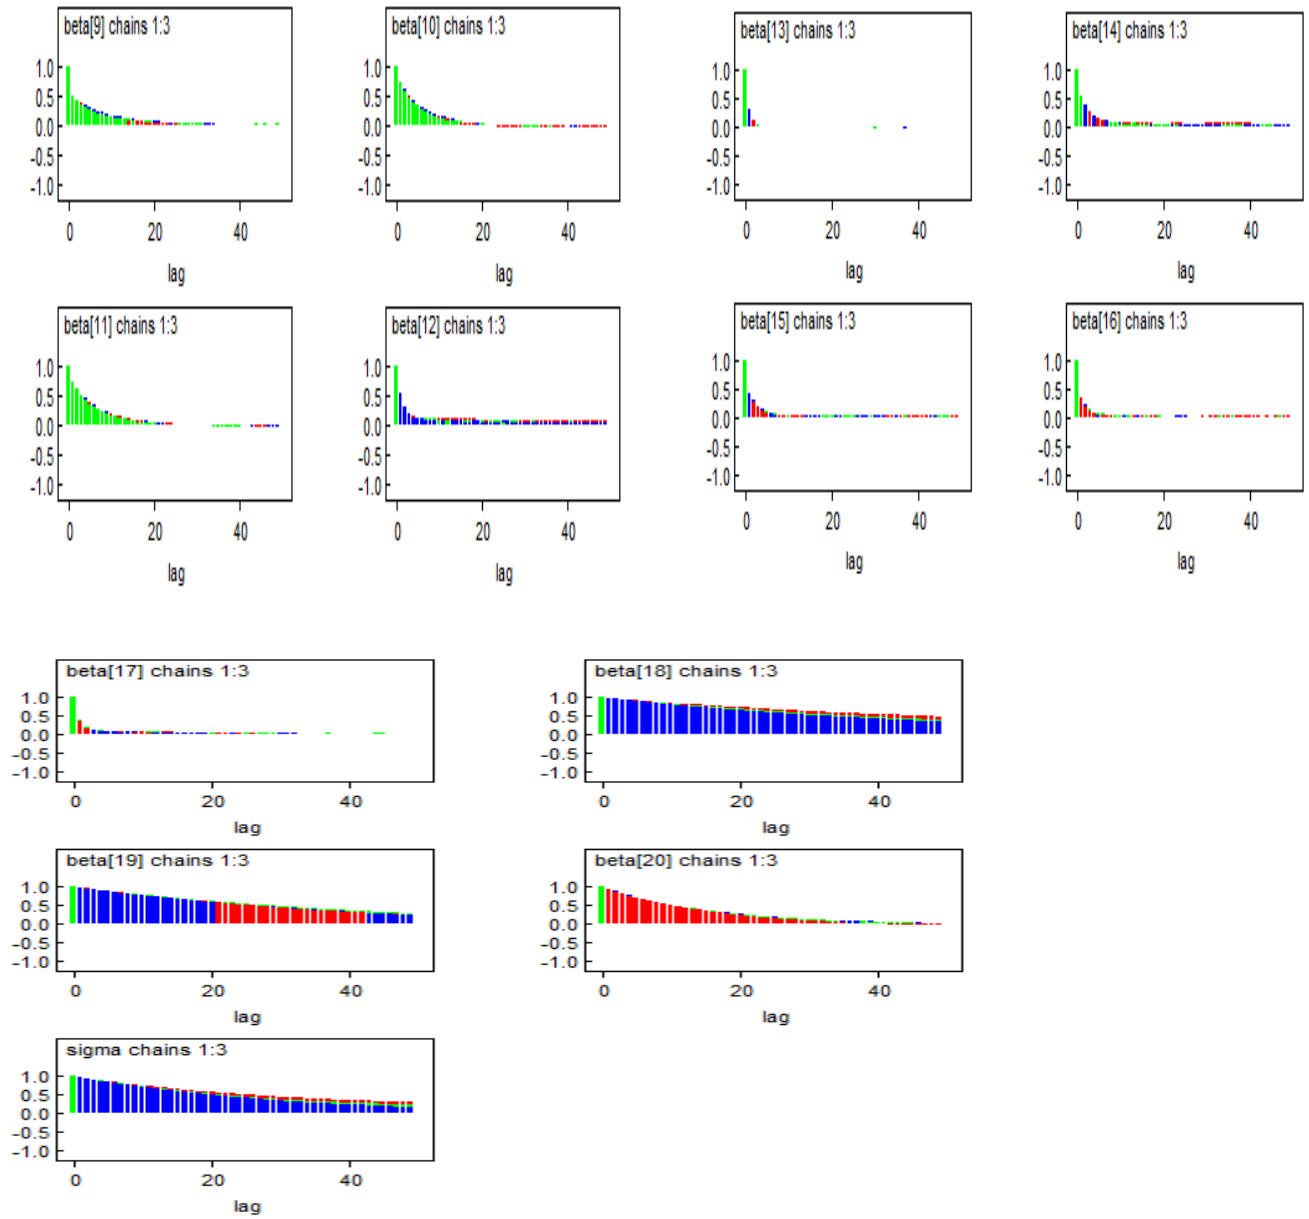 beta[9] chains 1:3
1.0
0.5
0.0
-0.5
-1.0
0 20 40
lag
beta[10] chains 1:3
1.0
0.5
0.0
-0.5
-1.0
0 20 40
lag
beta[13] chains 1:3
1.0
0.5
0.0
-0.5
-1.0
0 20 40
lag
beta[14] chains 1:3
1.0
0.5
0.0
-0.5
-1.0
0 20 40
lag
beta[11] chains 1:3
1.0
0.5
0.0
-0.5
-1.0
0 20 40
lag
beta[12] chains 1:3
1.0
0.5
0.0
-0.5
-1.0
0 20 40
lag
beta[15] chains 1:3
1.0
0.5
0.0
-0.5
-1.0
0 20 40
lag
beta[16] chains 1:3
1.0
0.5
0.0
-0.5
-1.0
0 20 40
lag
beta[17] chains 1:3
1.0
0.5
0.0
-0.5
-1.0
0 20 40
lag
beta[18] chains 1:3
1.0
0.5
0.0
-0.5
-1.0
0 20 40
lag
beta[19] chains 1:3
1.0
0.5
0.0
-0.5
-1.0
0 20 40
lag
beta[20] chains 1:3
1.0
0.5
0.0
-0.5
-1.0
0 20 40
lag
sigma chains 1:3
1.0
0.5
0.0
-0.5
-1.0
0 20 40
lag